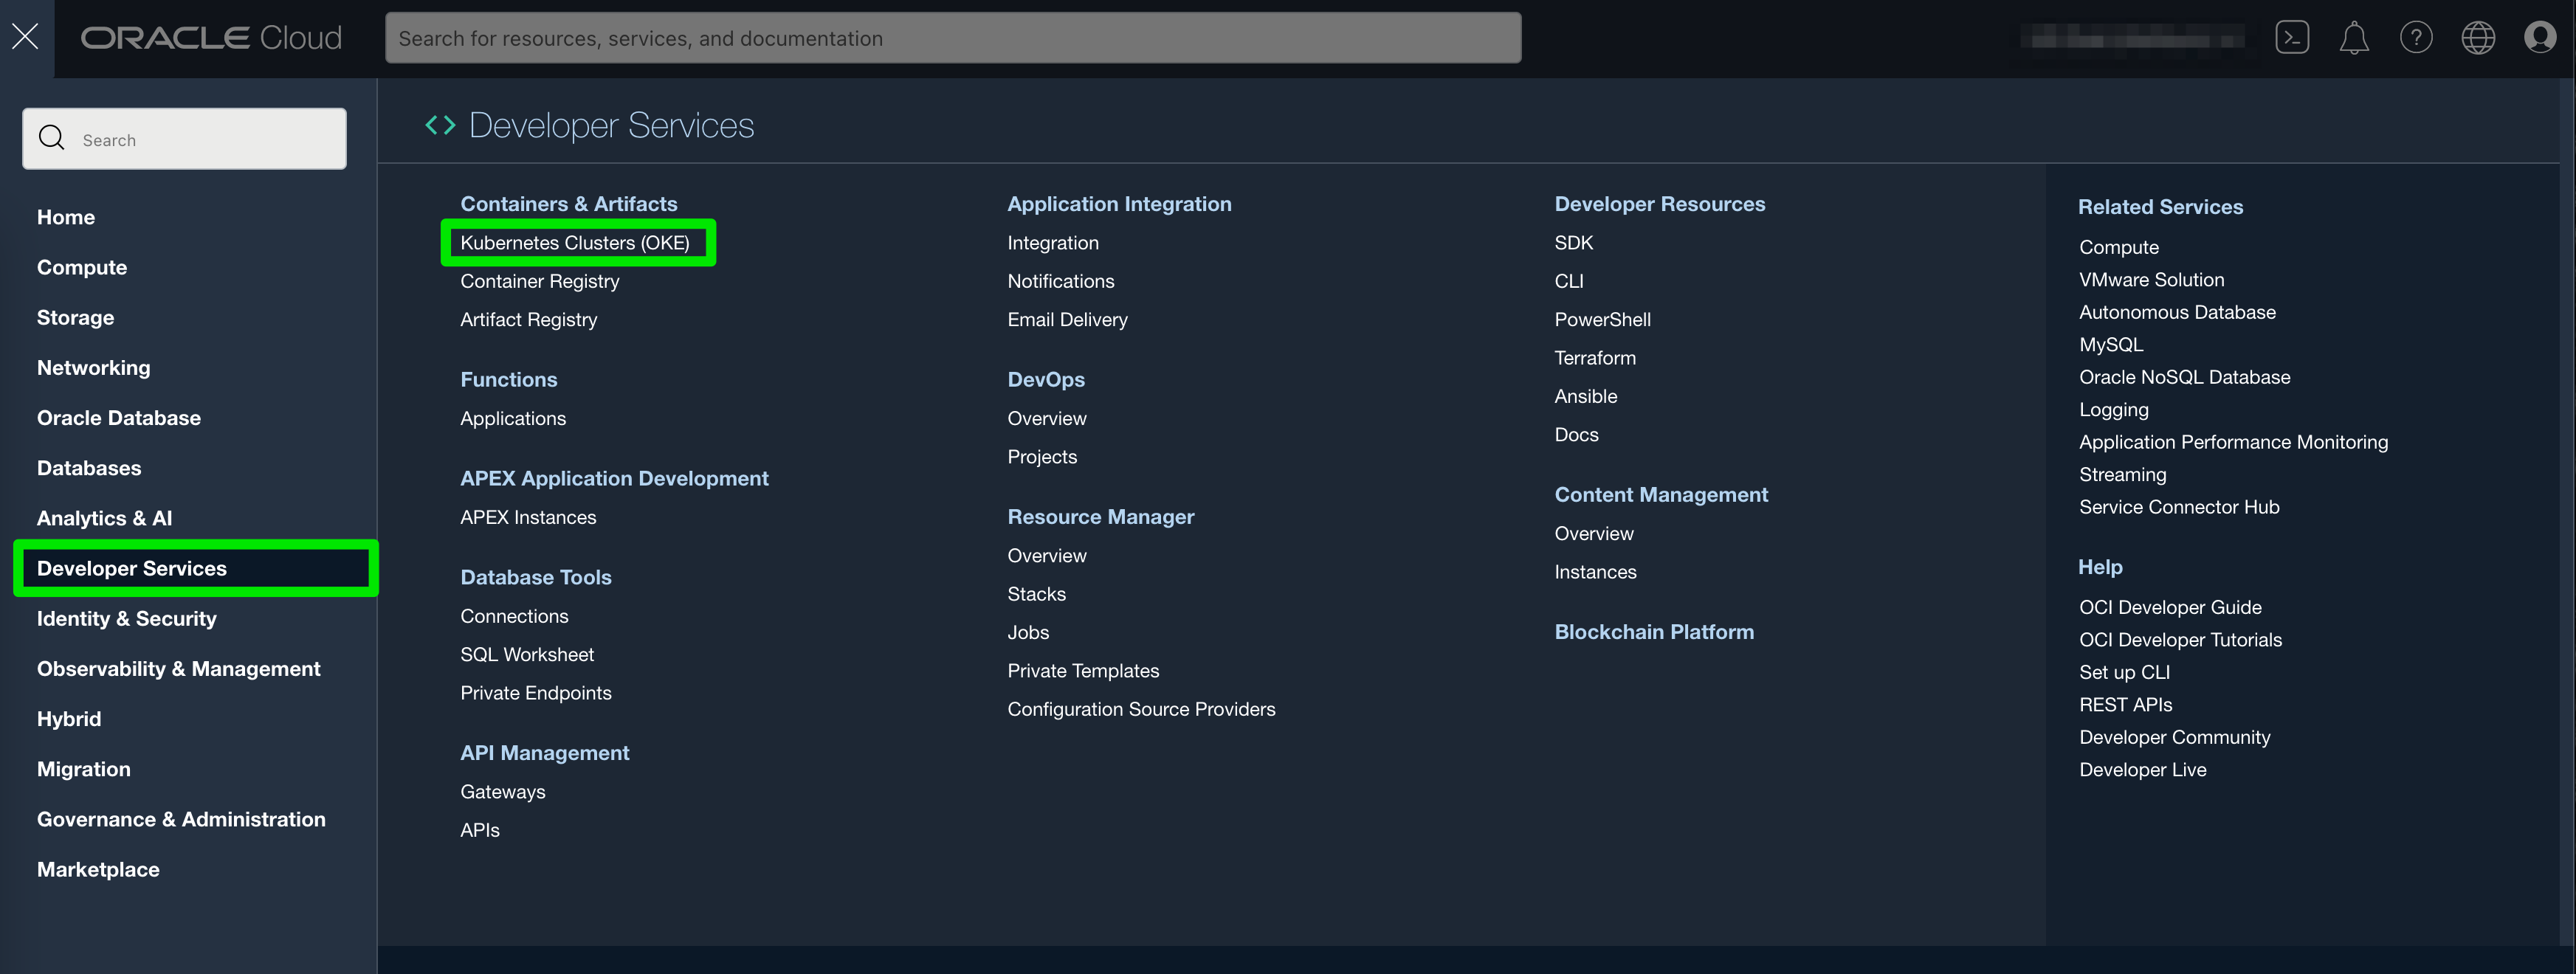 ORACLE Cloud
Search for resources, services, and documentation
Search
Home
Compute
Storage
Networking
Oracle Database
Databases
Analytics & AI
Developer Services
Identity & Security
Observability & Management
Hybrid
Migration
Governance & Administration
Marketplace
<> Developer Services
Containers & Artifacts
Kubernetes Clusters (OKE)
Container Registry
Artifact Registry
Functions
Applications
APEX Application Development
APEX Instances
Database Tools
Connections
SQL Worksheet
Private Endpoints
API Management
Gateways
APIs
Application Integration
Integration
Notifications
Email Delivery
DevOps
Overview
Projects
Resource Manager
Overview
Stacks
Jobs
Private Templates
Configuration Source Providers
Developer Resources
SDK
CLI
PowerShell
Terraform
Ansible
Docs
Content Management
Overview
Instances
Blockchain Platform
Related Services
Compute
VMware Solution
Autonomous Database
MySQL
Oracle NoSQL Database
Logging
Application Performance Monitoring
Streaming
Service Connector Hub
Help
OCI Developer Guide
OCI Developer Tutorials
Set up CLI
REST APIs
Developer Community
Developer Live